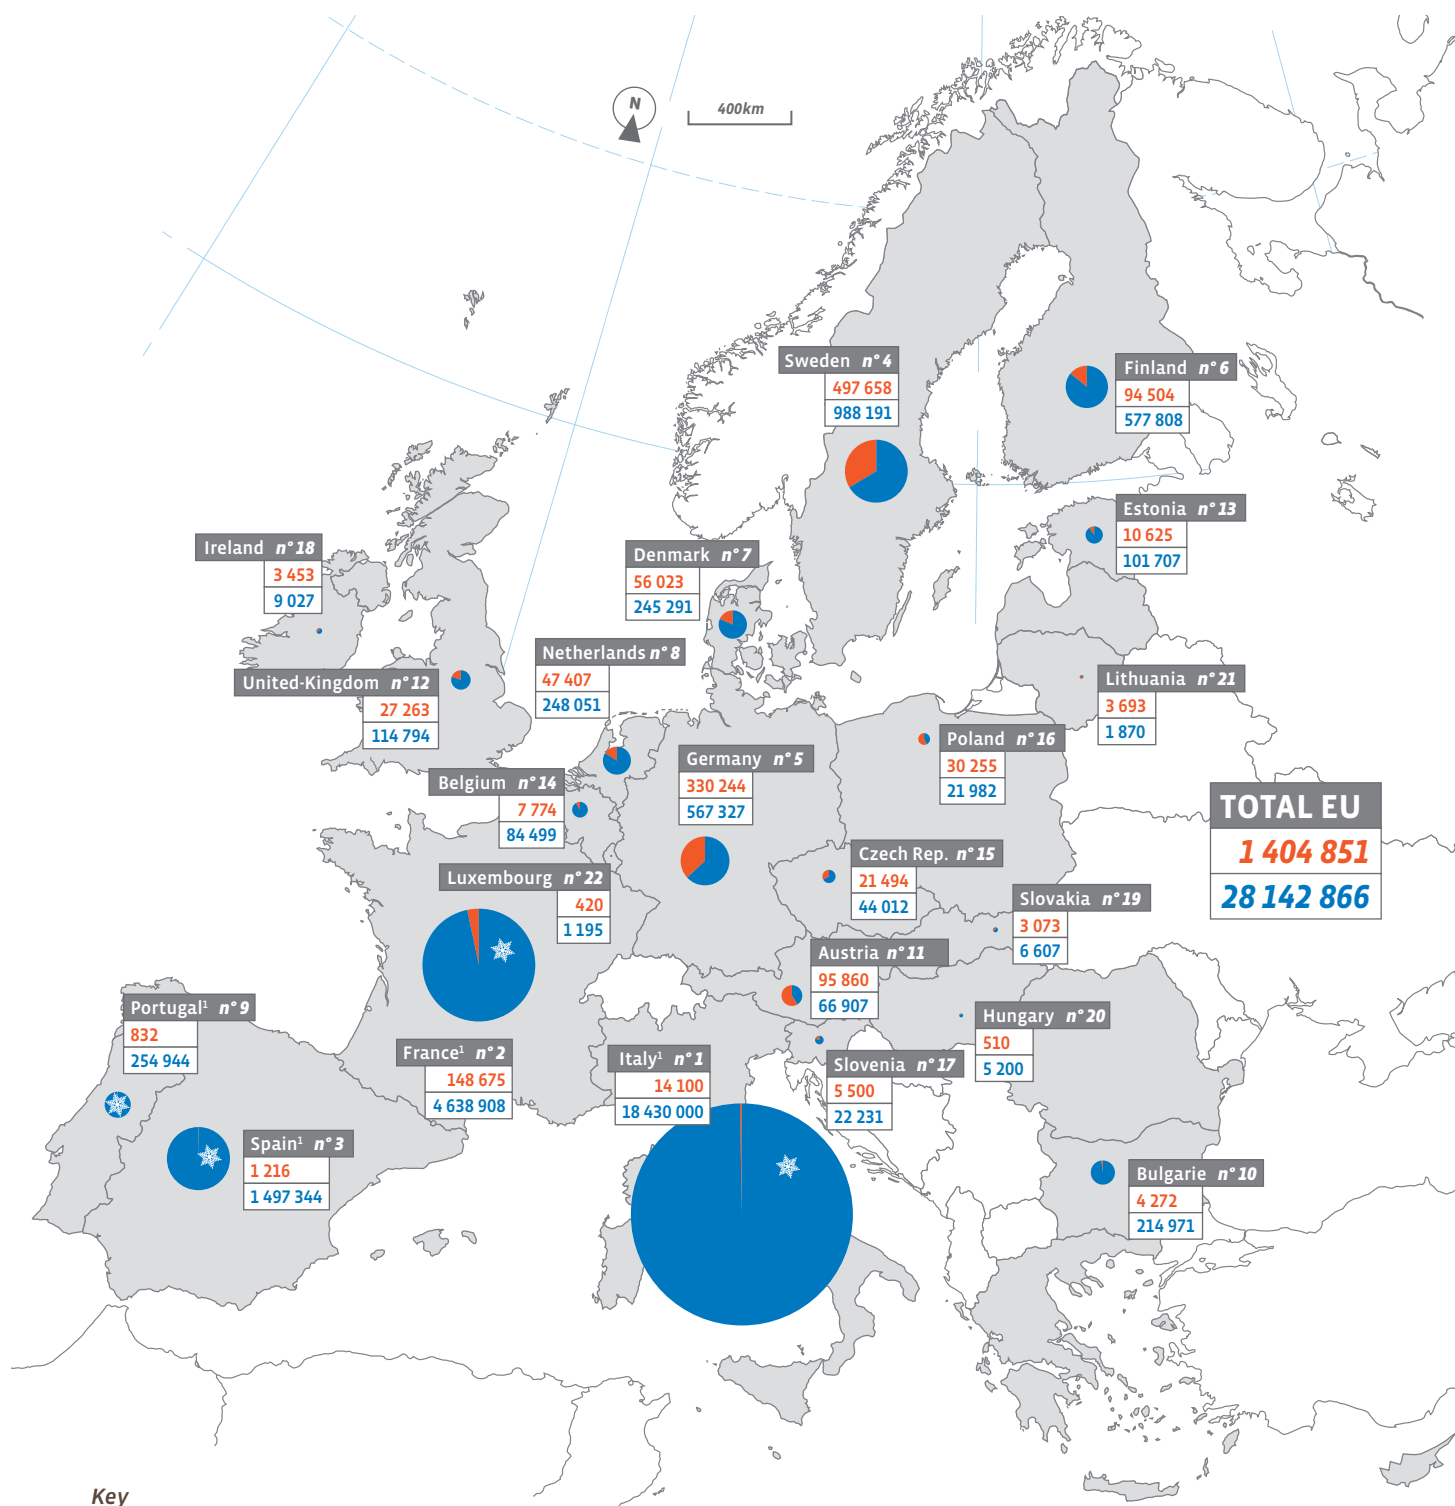 N
400km
Sweden n° 4
497 658
988 191
Finland n° 6
94 504
577 808
Estonia n° 13
10 625
101 707
Ireland n° 18
3 453
9 027
Denmark n° 7
56 023
245 291
Netherlands n° 8
47 407
248 051
United-Kingdom n° 12
27 263
114 794
Lithuania n° 21
3 693
1 870
Poland n° 16
30 255
21 982
Germany n° 5
330 244
567 327
Belgium n° 14
7 774
84 499
TOTAL EU
1 404 851
28 142 866
Czech Rep. n° 15
21 494
44 012
Luxembourg n° 22
420
1 195
Slovakia n° 19
3 073
6 607
Austria n° 11
95 860
66 907
Portugal¹ n° 9
832
254 944
Hungary n° 20
510
5 200
France¹ n° 2
148 675
4 638 908
Italy¹ n° 1
14 100
18 430 000
Slovenia n° 17
5 500
22 231
Spain¹ n° 3
1 216
1 497 344
Bulgarie n° 10
4 272
214 971
Key